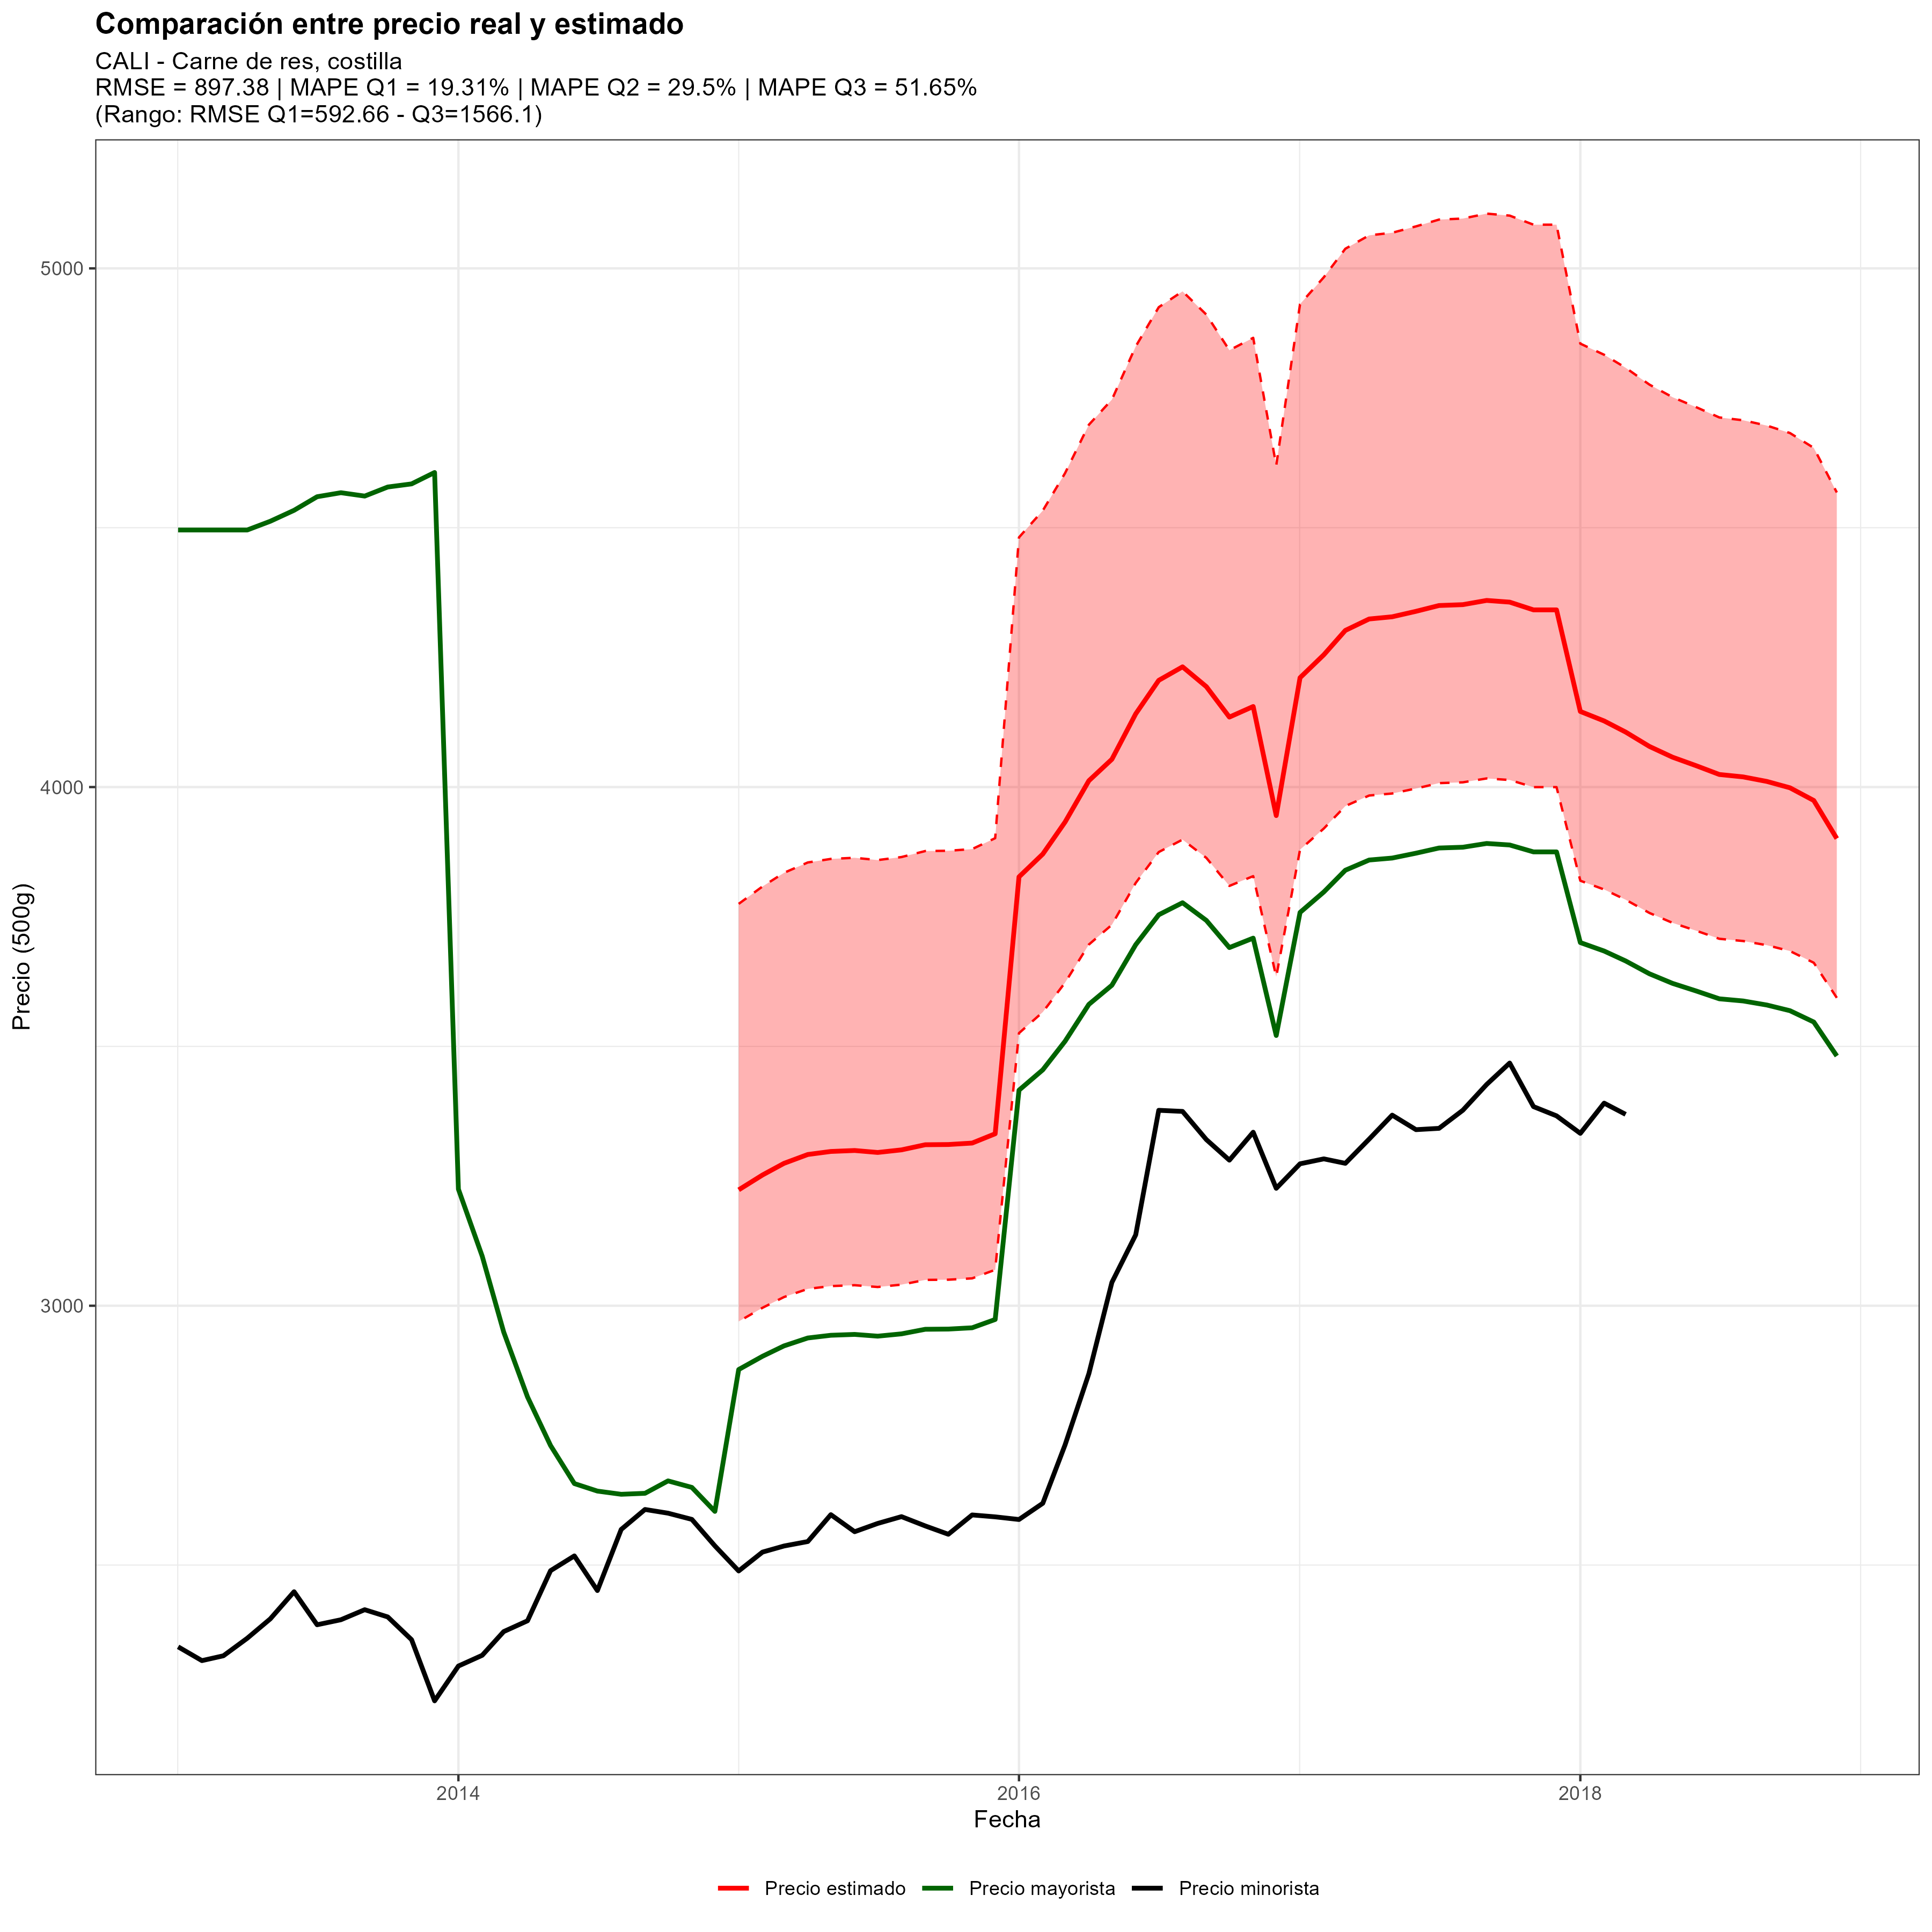 Comparación entre precio real y estimado
CALI - Carne de res, costilla
RMSE = 897.38 | MAPE Q1 = 19.31% | MAPE Q2 = 29.5% | MAPE Q3 = 51.65%
(Rango: RMSE Q1=592.66 - Q3=1566.1)
Precio (500g)
5000
4000
3000
2014
2016
2018
Fecha
Precio estimado
Precio mayorista
Precio minorista